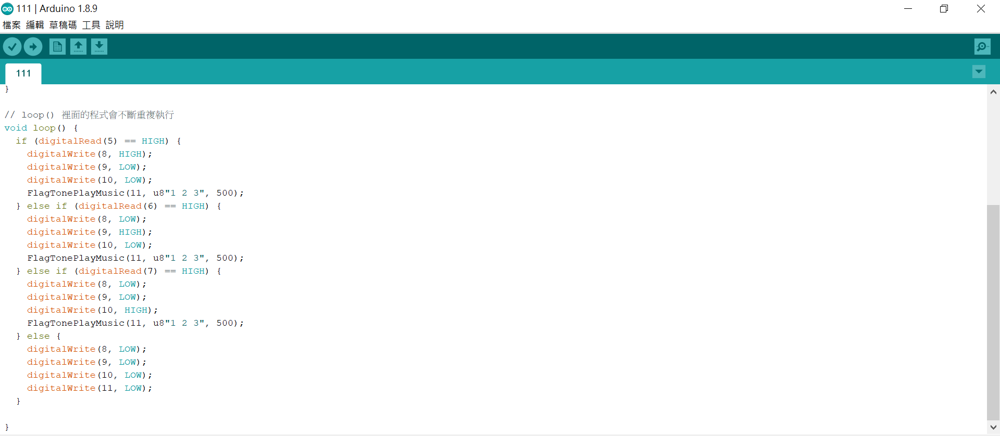 111 | Arduino 1.8.9
檔案 編輯 草稿碼 工具 說明
111
}
// loop() 裡面的程式會不斷重複執行
void loop() {
  if (digitalRead(5) == HIGH) {
    digitalWrite(8, HIGH);
    digitalWrite(9, LOW);
    digitalWrite(10, LOW);
    FlagTonePlayMusic(11, u8"1 2 3", 500);
  } else if (digitalRead(6) == HIGH) {
    digitalWrite(8, LOW);
    digitalWrite(9, HIGH);
    digitalWrite(10, LOW);
    FlagTonePlayMusic(11, u8"1 2 3", 500);
  } else if (digitalRead(7) == HIGH) {
    digitalWrite(8, LOW);
    digitalWrite(9, LOW);
    digitalWrite(10, HIGH);
    FlagTonePlayMusic(11, u8"1 2 3", 500);
  } else {
    digitalWrite(8, LOW);
    digitalWrite(9, LOW);
    digitalWrite(10, LOW);
    digitalWrite(11, LOW);
  }
}